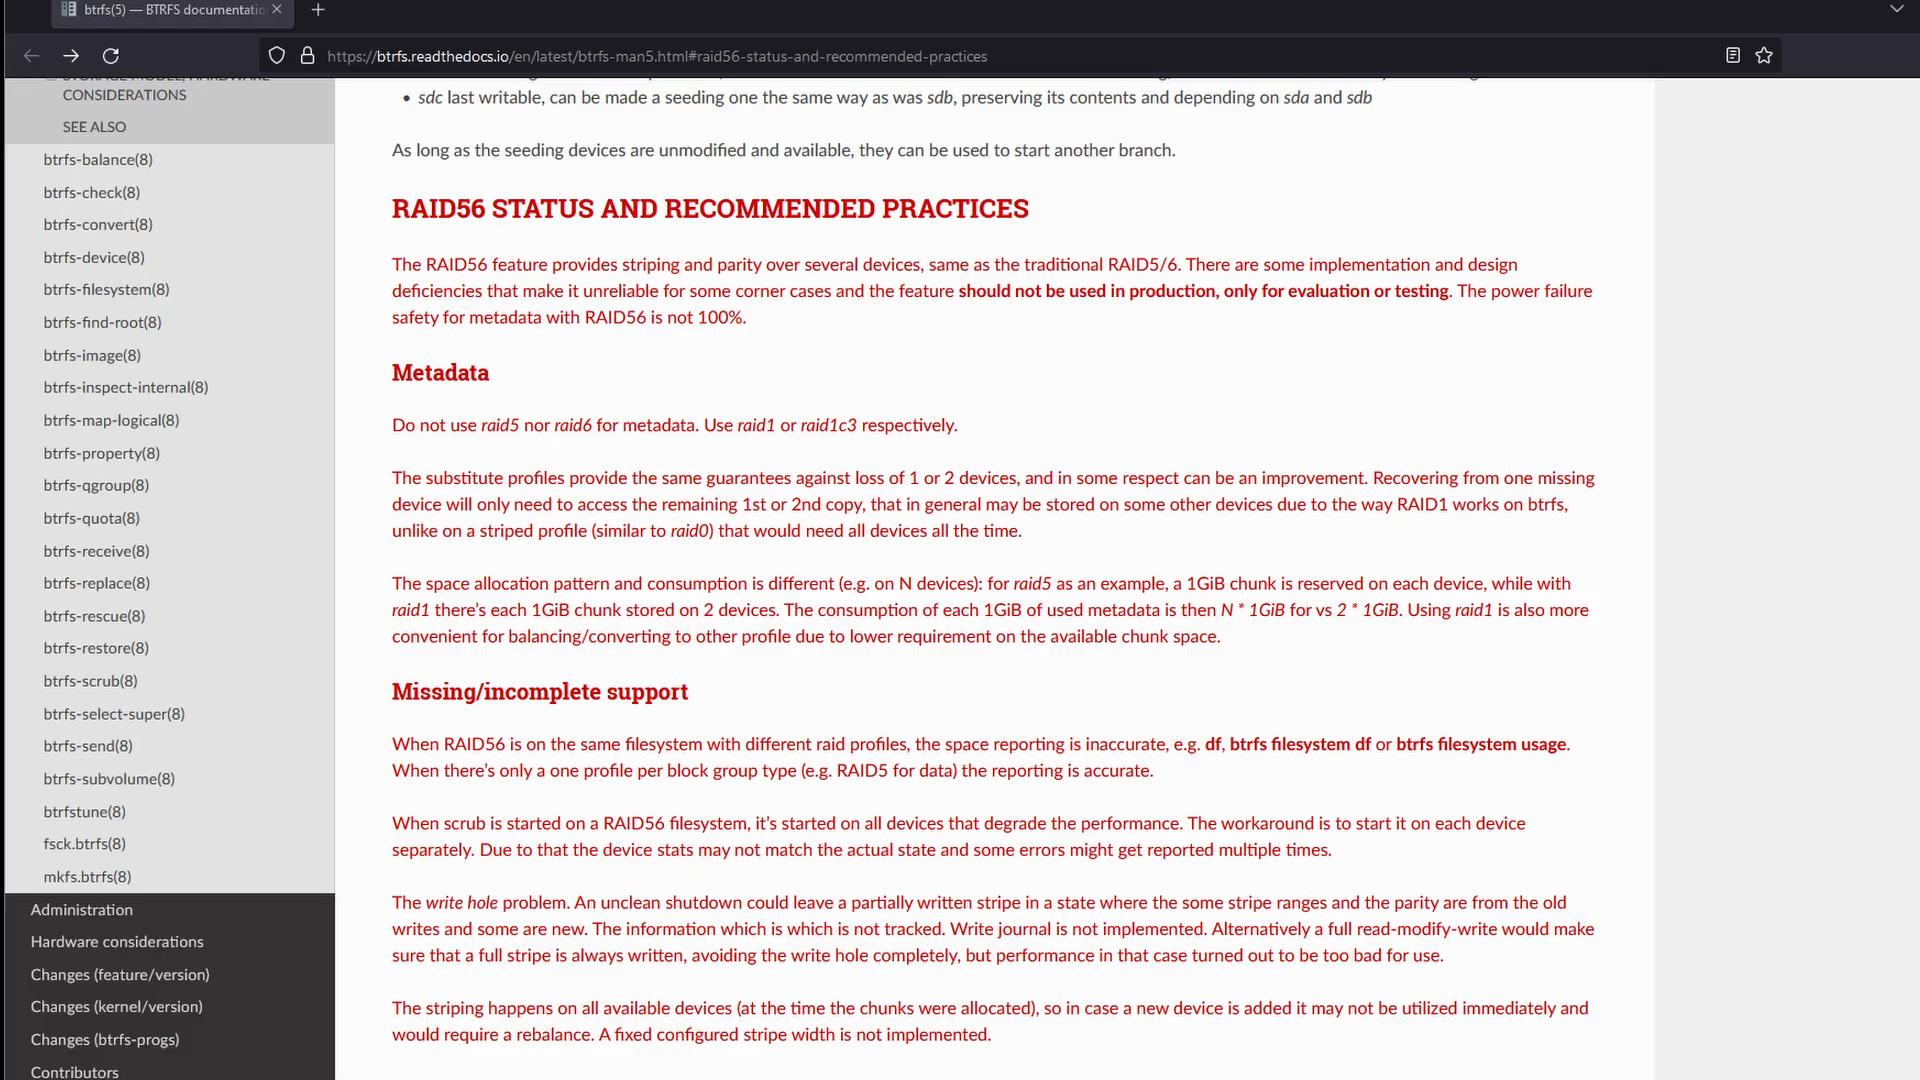 btrfs(5) — BTRFS documentatio
https://btrfs.readthedocs.io/en/latest/btrfs-man5.html#raid56-status-and-recommended-practices
CONSIDERATIONS
SEE ALSO
btrfs-balance(8)
btrfs-check(8)
btrfs-convert(8)
btrfs-device(8)
btrfs-filesystem(8)
btrfs-find-root(8)
btrfs-image(8)
btrfs-inspect-internal(8)
btrfs-map-logical(8)
btrfs-property(8)
btrfs-qgroup(8)
btrfs-quota(8)
btrfs-receive(8)
btrfs-replace(8)
btrfs-rescue(8)
btrfs-restore(8)
btrfs-scrub(8)
btrfs-select-super(8)
btrfs-send(8)
btrfs-subvolume(8)
btrfstune(8)
fsck.btrfs(8)
mkfs.btrfs(8)
Administration
Hardware considerations
Changes (feature/version)
Changes (kernel/version)
Changes (btrfs-progs)
Contributors
• sdc last writable, can be made a seeding one the same way as was sdb, preserving its contents and depending on sda and sdb
As long as the seeding devices are unmodified and available, they can be used to start another branch.
RAID56 STATUS AND RECOMMENDED PRACTICES
The RAID56 feature provides striping and parity over several devices, same as the traditional RAID5/6. There are some implementation and design
deficiencies that make it unreliable for some corner cases and the feature should not be used in production, only for evaluation or testing. The power failure
safety for metadata with RAID56 is not 100%.
Metadata
Do not use raid5 nor raid6 for metadata. Use raid1 or raid1c3 respectively.
The substitute profiles provide the same guarantees against loss of 1 or 2 devices, and in some respect can be an improvement. Recovering from one missing
device will only need to access the remaining 1st or 2nd copy, that in general may be stored on some other devices due to the way RAID1 works on btrfs,
unlike on a striped profile (similar to raid0) that would need all devices all the time.
The space allocation pattern and consumption is different (e.g. on N devices): for raid5 as an example, a 1GiB chunk is reserved on each device, while with
raid1 there's each 1GiB chunk stored on 2 devices. The consumption of each 1GiB of used metadata is then N * 1GiB for vs 2 * 1GiB. Using raid1 is also more
convenient for balancing/converting to other profile due to lower requirement on the available chunk space.
Missing/incomplete support
When RAID56 is on the same filesystem with different raid profiles, the space reporting is inaccurate, e.g. df, btrfs filesystem df or btrfs filesystem usage.
When there's only a one profile per block group type (e.g. RAID5 for data) the reporting is accurate.
When scrub is started on a RAID56 filesystem, it's started on all devices that degrade the performance. The workaround is to start it on each device
separately. Due to that the device stats may not match the actual state and some errors might get reported multiple times.
The write hole problem. An unclean shutdown could leave a partially written stripe in a state where the some stripe ranges and the parity are from the old
writes and some are new. The information which is which is not tracked. Write journal is not implemented. Alternatively a full read-modify-write would make
sure that a full stripe is always written, avoiding the write hole completely, but performance in that case turned out to be too bad for use.
The striping happens on all available devices (at the time the chunks were allocated), so in case a new device is added it may not be utilized immediately and
would require a rebalance. A fixed configured stripe width is not implemented.